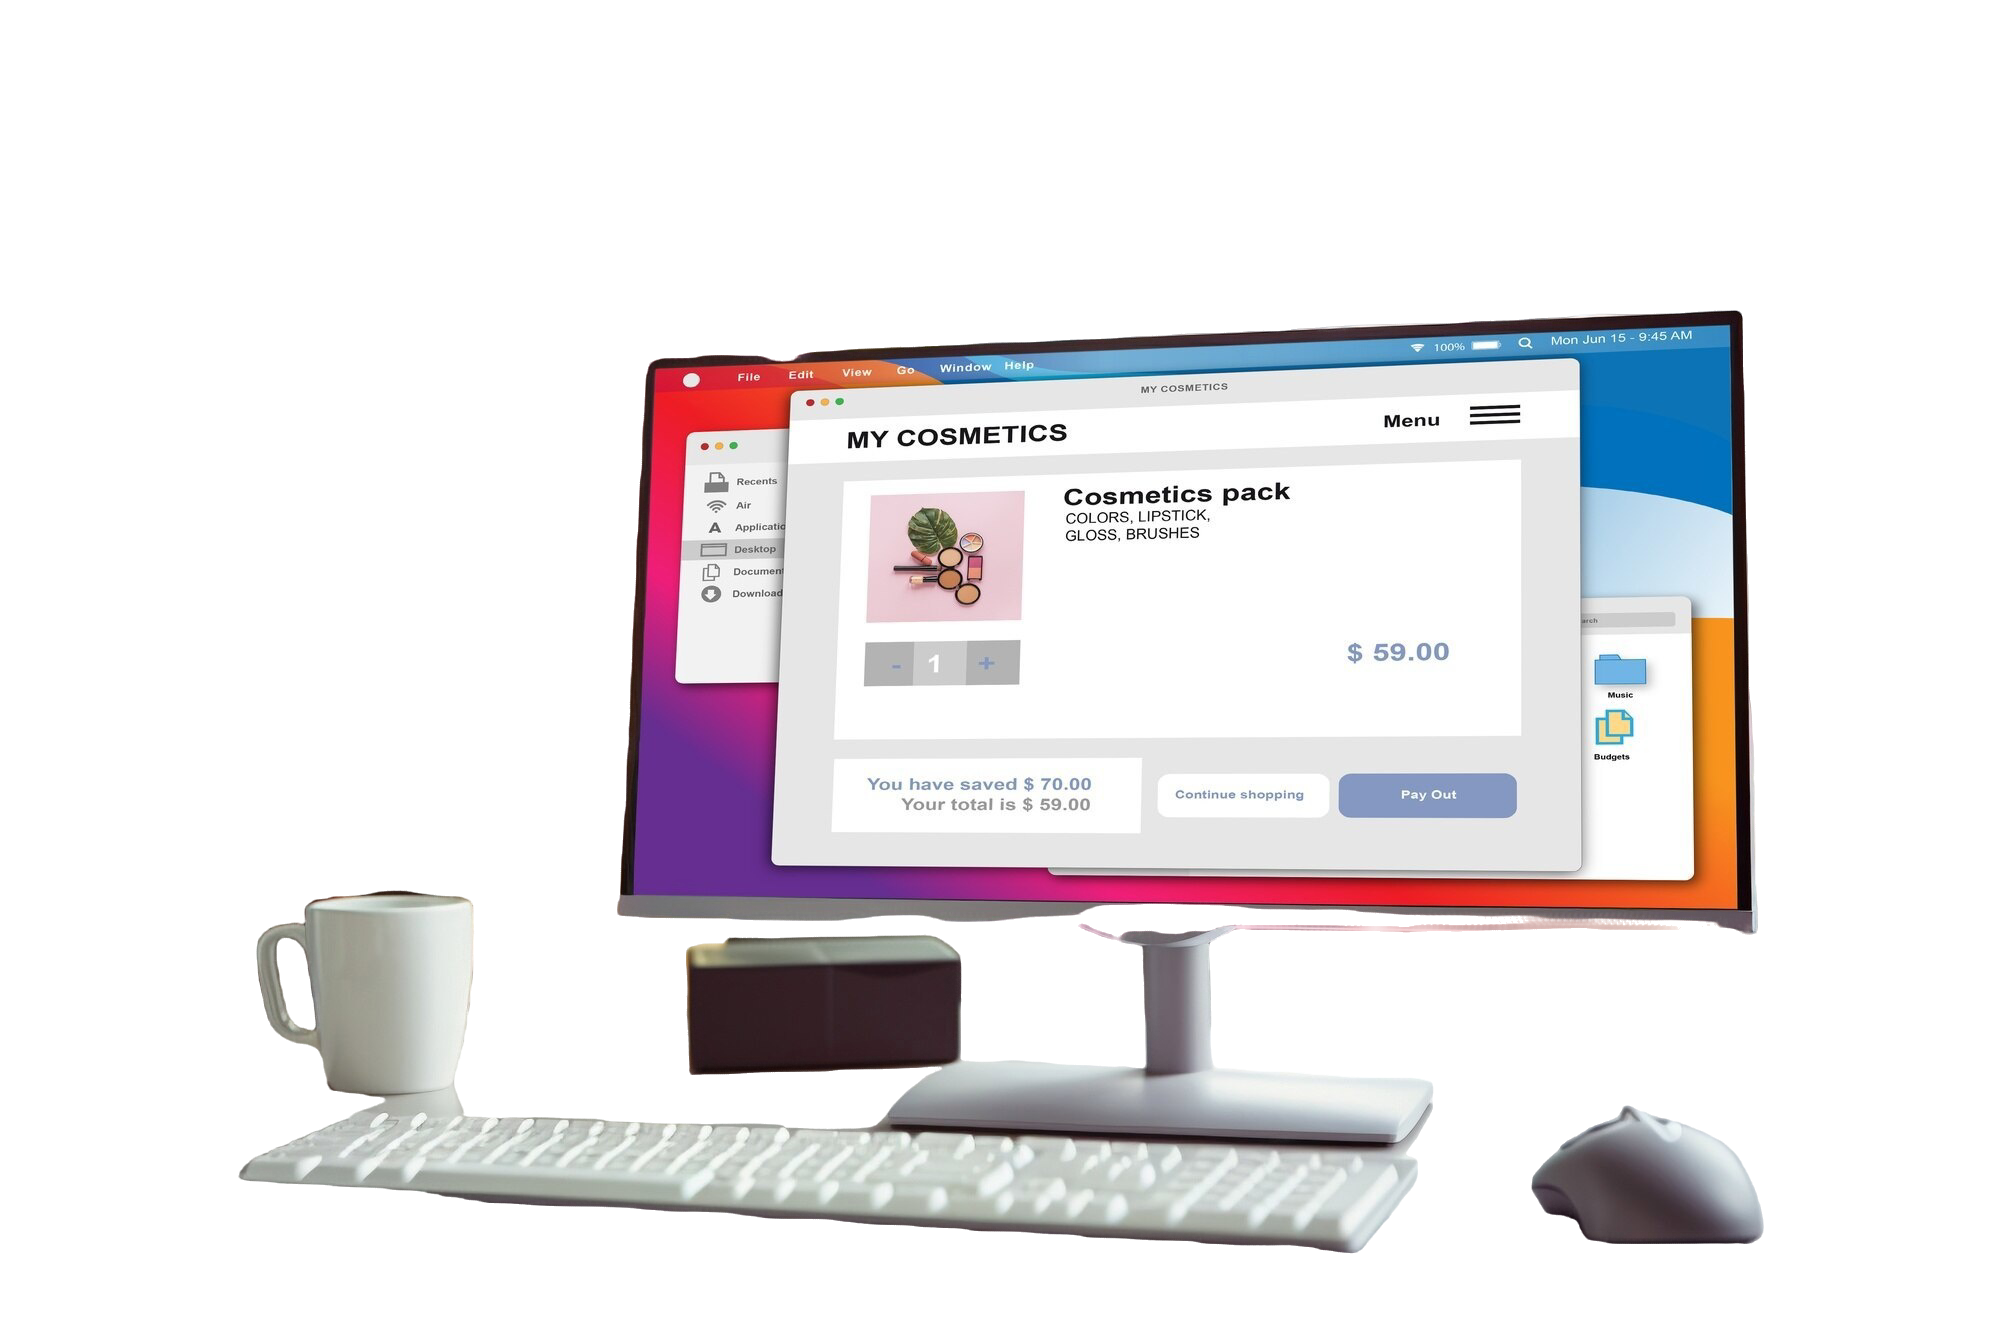 File Edit View Go Window Help
100% Mon Jun 15 - 9:45 AM
MY COSMETICS
MY COSMETICS
Menu
Recents
Air
A
Applicatio
Desktop
Document
Download
Cosmetics pack
COLORS, LIPSTICK,
GLOSS, BRUSHES
- 1 +
$ 59.00
You have saved $ 70.00
Your total is $ 59.00
Continue shopping
Pay Out
arch
Music
Budgets